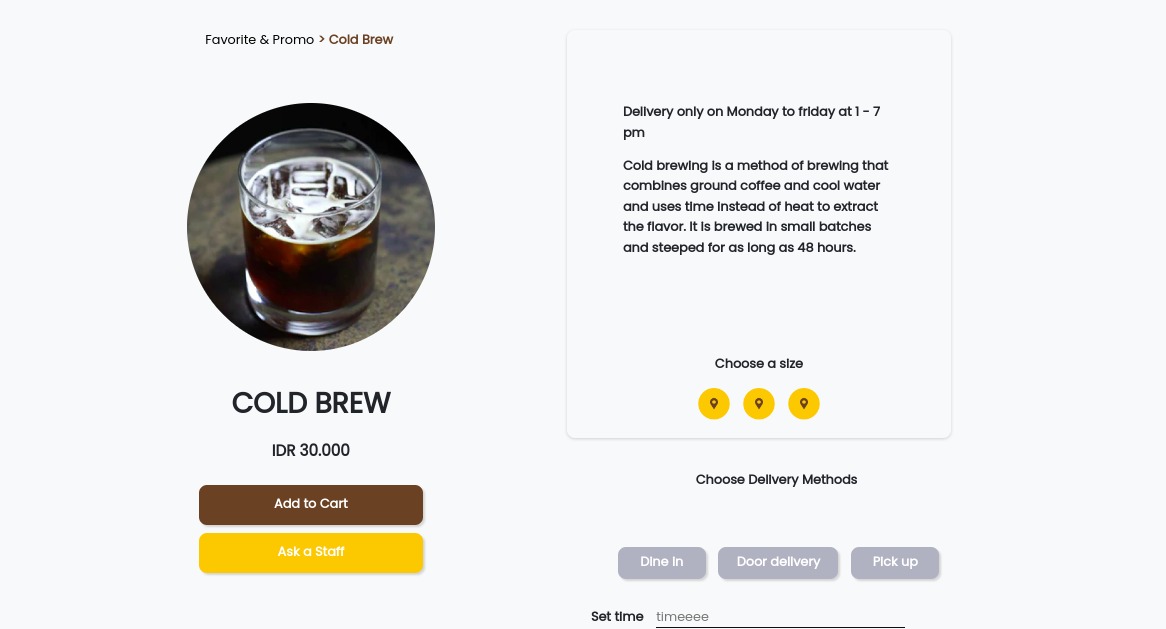 Favorite & Promo > Cold Brew
COLD BREW
IDR 30.000
Add to Cart
Ask a Staff
Delivery only on Monday to friday at 1 - 7
pm
Cold brewing is a method of brewing that
combines ground coffee and cool water
and uses time instead of heat to extract
the flavor. It is brewed in small batches
and steeped for as long as 48 hours.
Choose a size
Choose Delivery Methods
Dine in
Door delivery
Pick up
Set time timeeee